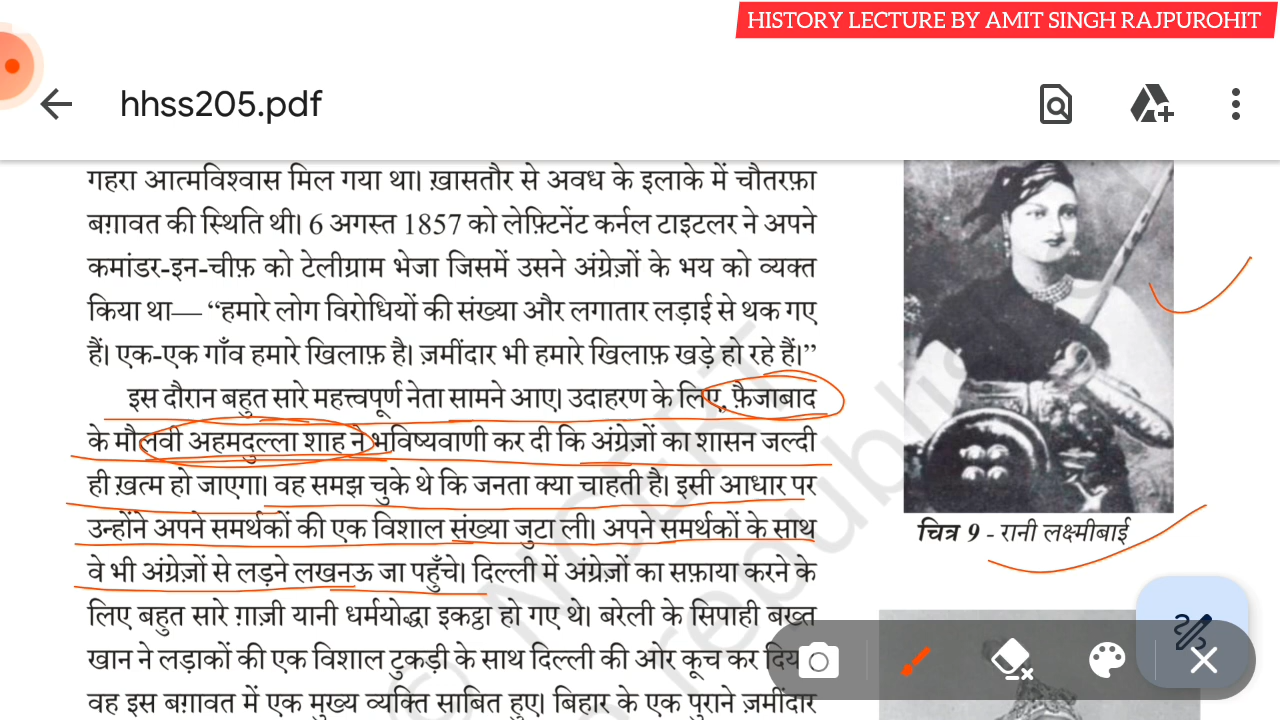 HISTORY LECTURE BY AMIT SINGH RAJPUROHIT
hhss205.pdf
गहरा आत्मविश्वास मिल गया था। ख़ासतौर से अवध के इलाके में चौतरफ़ा
बग़ावत की स्थिति थी। 6 अगस्त 1857 को लेफ़्टिनेंट कर्नल टाइटलर ने अपने
कमांडर-इन-चीफ़ को टेलीग्राम भेजा जिसमें उसने अंग्रेज़ों के भय को व्यक्त
किया था— “हमारे लोग विरोधियों की संख्या और लगातार लड़ाई से थक गए
हैं। एक-एक गाँव हमारे खिलाफ़ है। ज़मींदार भी हमारे खिलाफ़ खड़े हो रहे हैं।”
इस दौरान बहुत सारे महत्त्वपूर्ण नेता सामने आए। उदाहरण के लिए, फ़ैजाबाद
के मौलवी अहमदुल्ला शाह ने भविष्यवाणी कर दी कि अंग्रेज़ों का शासन जल्दी
ही ख़त्म हो जाएगा। वह समझ चुके थे कि जनता क्या चाहती है। इसी आधार पर
उन्होंने अपने समर्थकों की एक विशाल संख्या जुटा ली। अपने समर्थकों के साथ
वे भी अंग्रेज़ों से लड़ने लखनऊ जा पहुँचे। दिल्ली में अंग्रेज़ों का सफ़ाया करने के
लिए बहुत सारे ग़ाज़ी यानी धर्मयोद्धा इकट्ठा हो गए थे। बरेली के सिपाही बख्त
खान ने लड़ाकों की एक विशाल टुकड़ी के साथ दिल्ली की ओर कूच कर दिया
वह इस बग़ावत में एक मुख्य व्यक्ति साबित हुए। बिहार के एक पुराने ज़मींदार
चित्र 9 - रानी लक्ष्मीबाई
© NCERT
republis